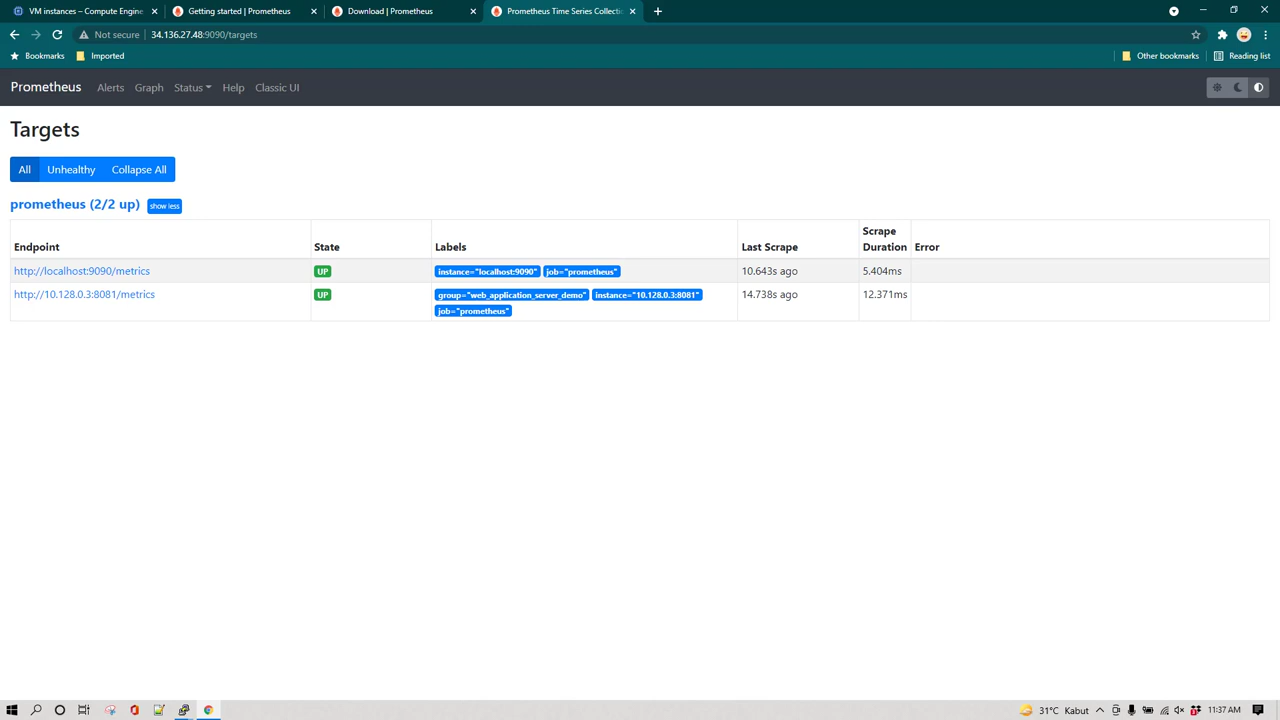 VM instances – Compute Engine
Getting started | Prometheus
Download | Prometheus
Prometheus Time Series Collectio
Not secure
34.136.27.48:9090/targets
Bookmarks
Imported
Other bookmarks
Reading list
Prometheus
Alerts
Graph
Status
Help
Classic UI
Targets
All
Unhealthy
Collapse All
prometheus (2/2 up)
show less
Endpoint
State
Labels
Last Scrape
Scrape
Duration
Error
http://localhost:9090/metrics
UP
instance="localhost:9090"
job="prometheus"
10.643s ago
5.404ms
http://10.128.0.3:8081/metrics
UP
group="web_application_server_demo"
instance="10.128.0.3:8081"
job="prometheus"
14.738s ago
12.371ms
31°C Kabut
11:37 AM